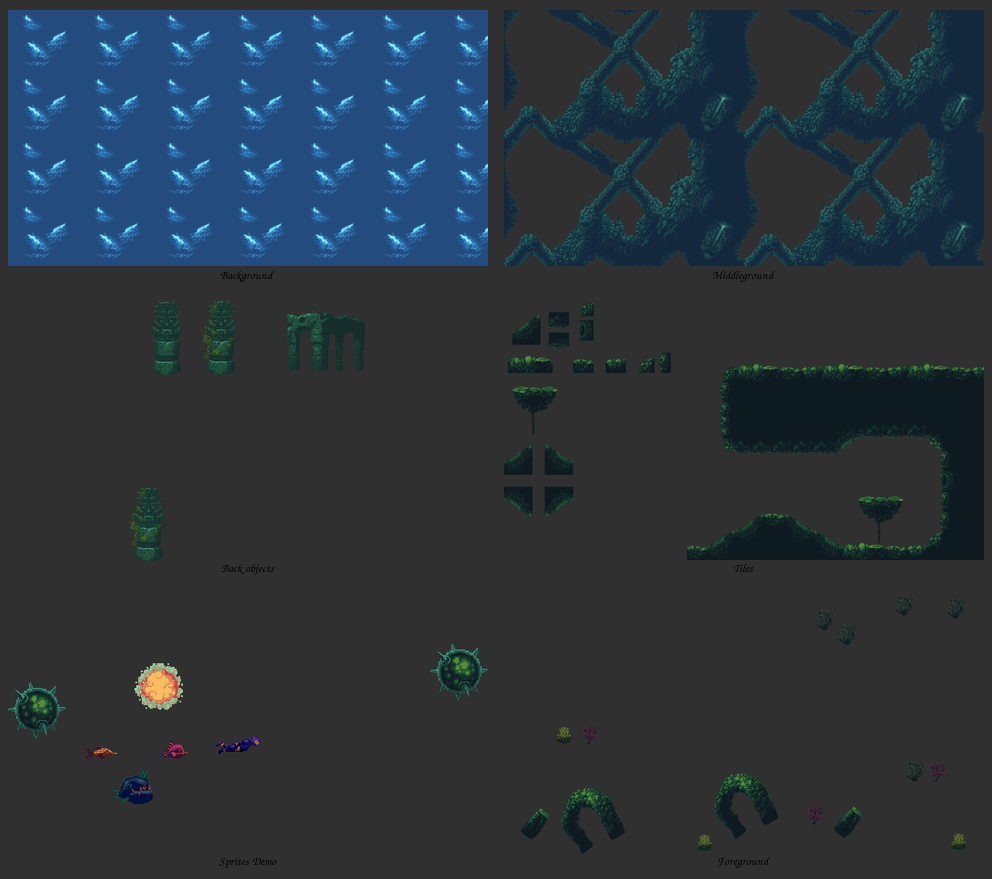 Background
Middleground
Back objects
Tiles
Sprites Demo
Foreground